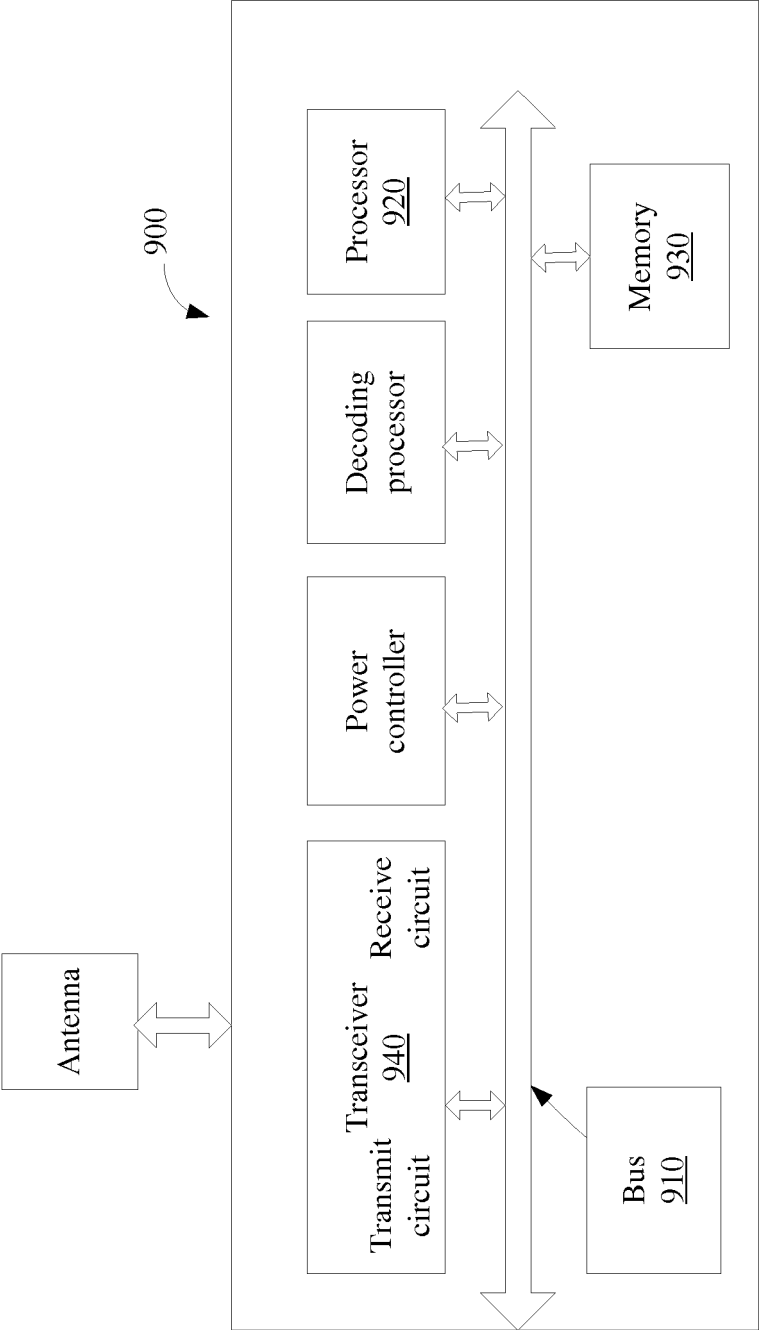 900
Antenna
Transceiver
940
Transmit
circuit
Receive
circuit
Power
controller
Decoding
processor
Processor
920
Bus
910
Memory
930